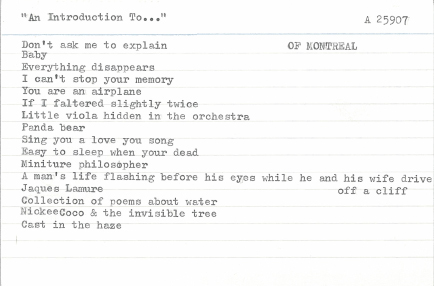 "An Introduction To..." A 25907
Don't ask me to explain OF MONTREAL
Baby
Everything disappears
I can't stop your memory
You are an airplane
If I faltered slightly twice
Little viola hidden in the orchestra
Panda bear
Sing you a love you song
Easy to sleep when your dead
Miniture philosopher
A man's life flashing before his eyes while he and his wife drive
Jaques Lamure off a cliff
Collection of poems about water
NickeeCoco & the invisible tree
Cast in the haze